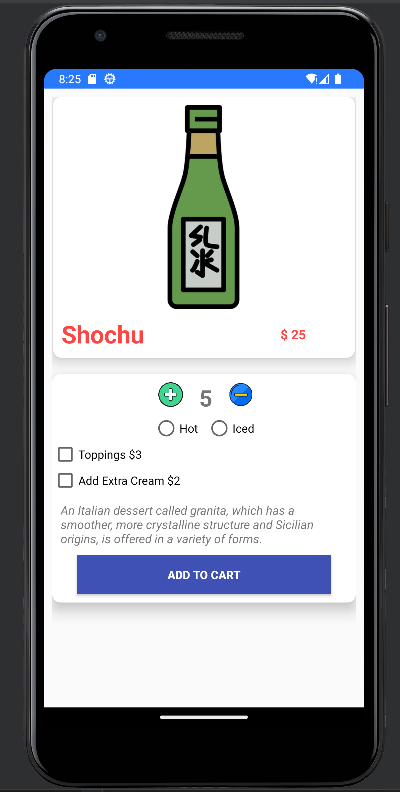 8:25
Shochu
$ 25
5
Hot Iced
Toppings $3
Add Extra Cream $2
An Italian dessert called granita, which has a
smoother, more crystalline structure and Sicilian
origins, is offered in a variety of forms.
ADD TO CART